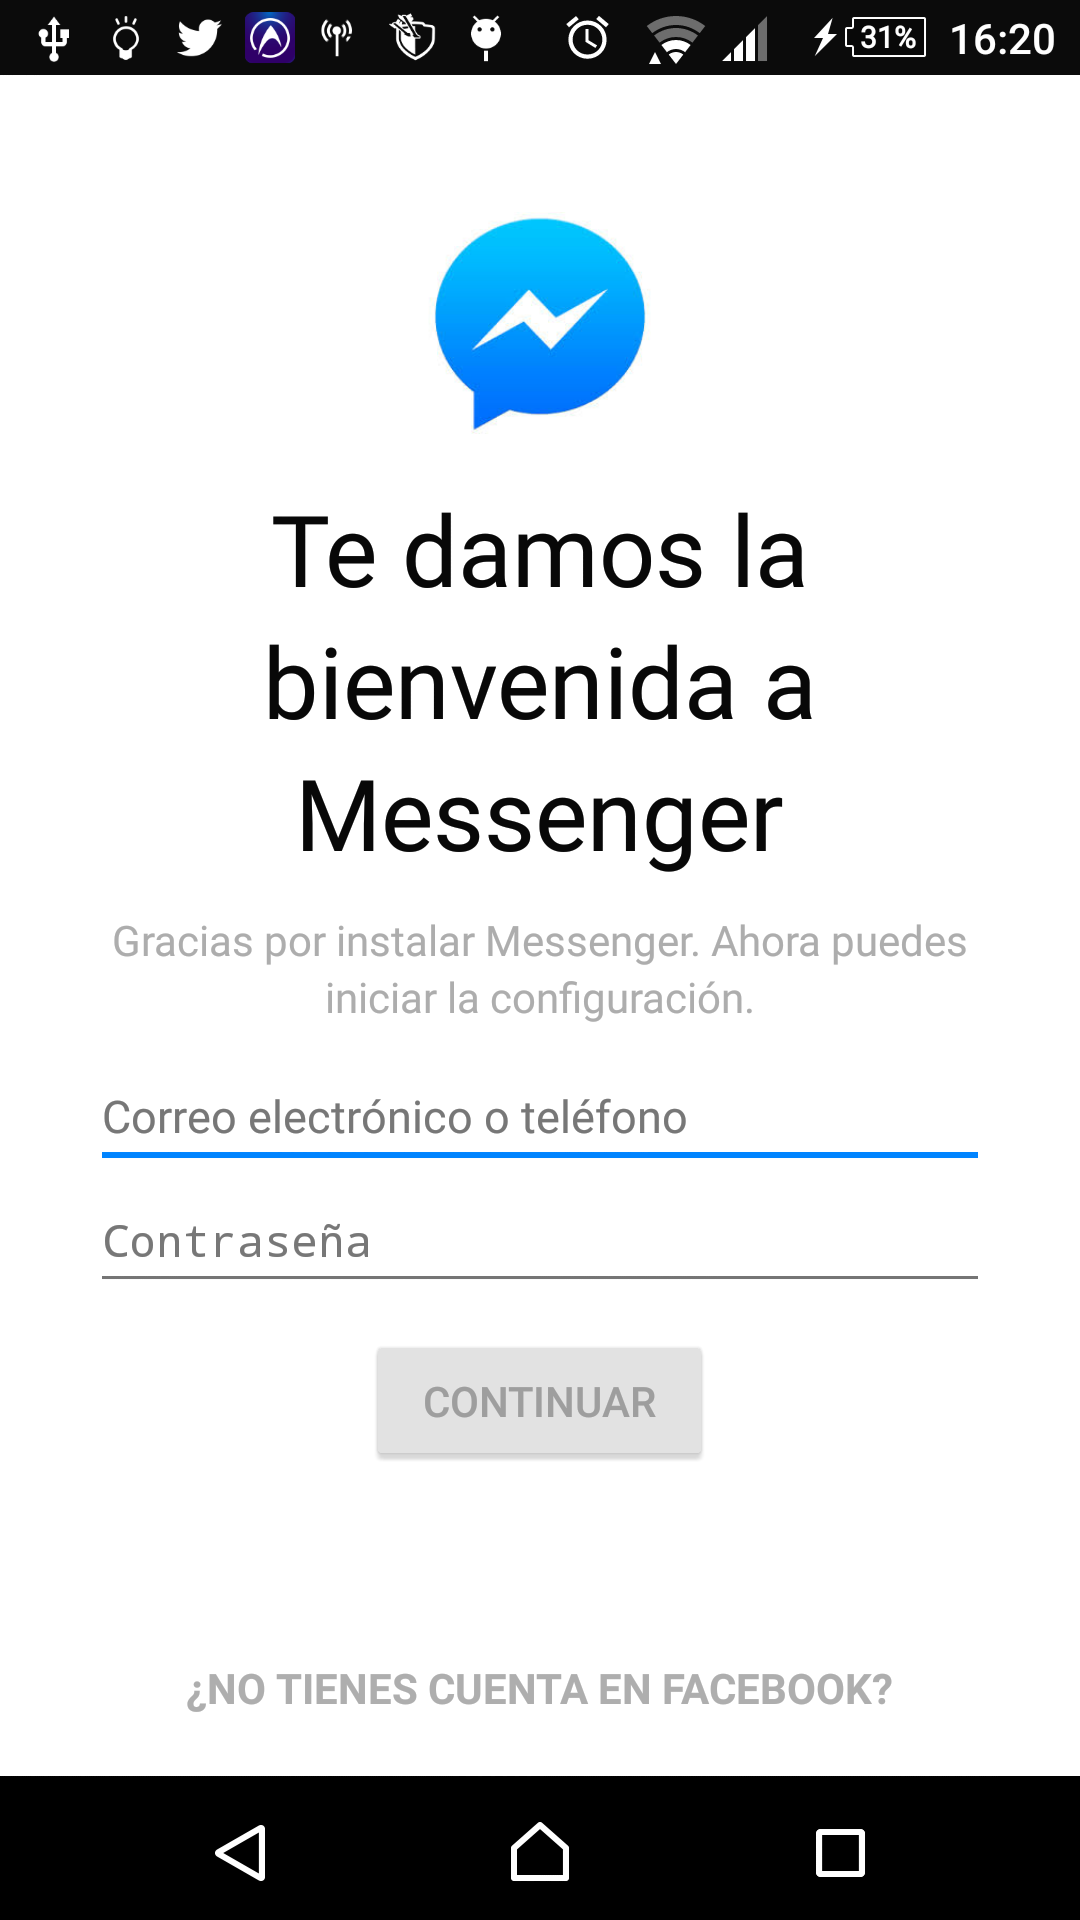 31% 16:20
Te damos la
bienvenida a
Messenger
Gracias por instalar Messenger. Ahora puedes
iniciar la configuración.
Correo electrónico o teléfono
Contraseña
CONTINUAR
¿NO TIENES CUENTA EN FACEBOOK?